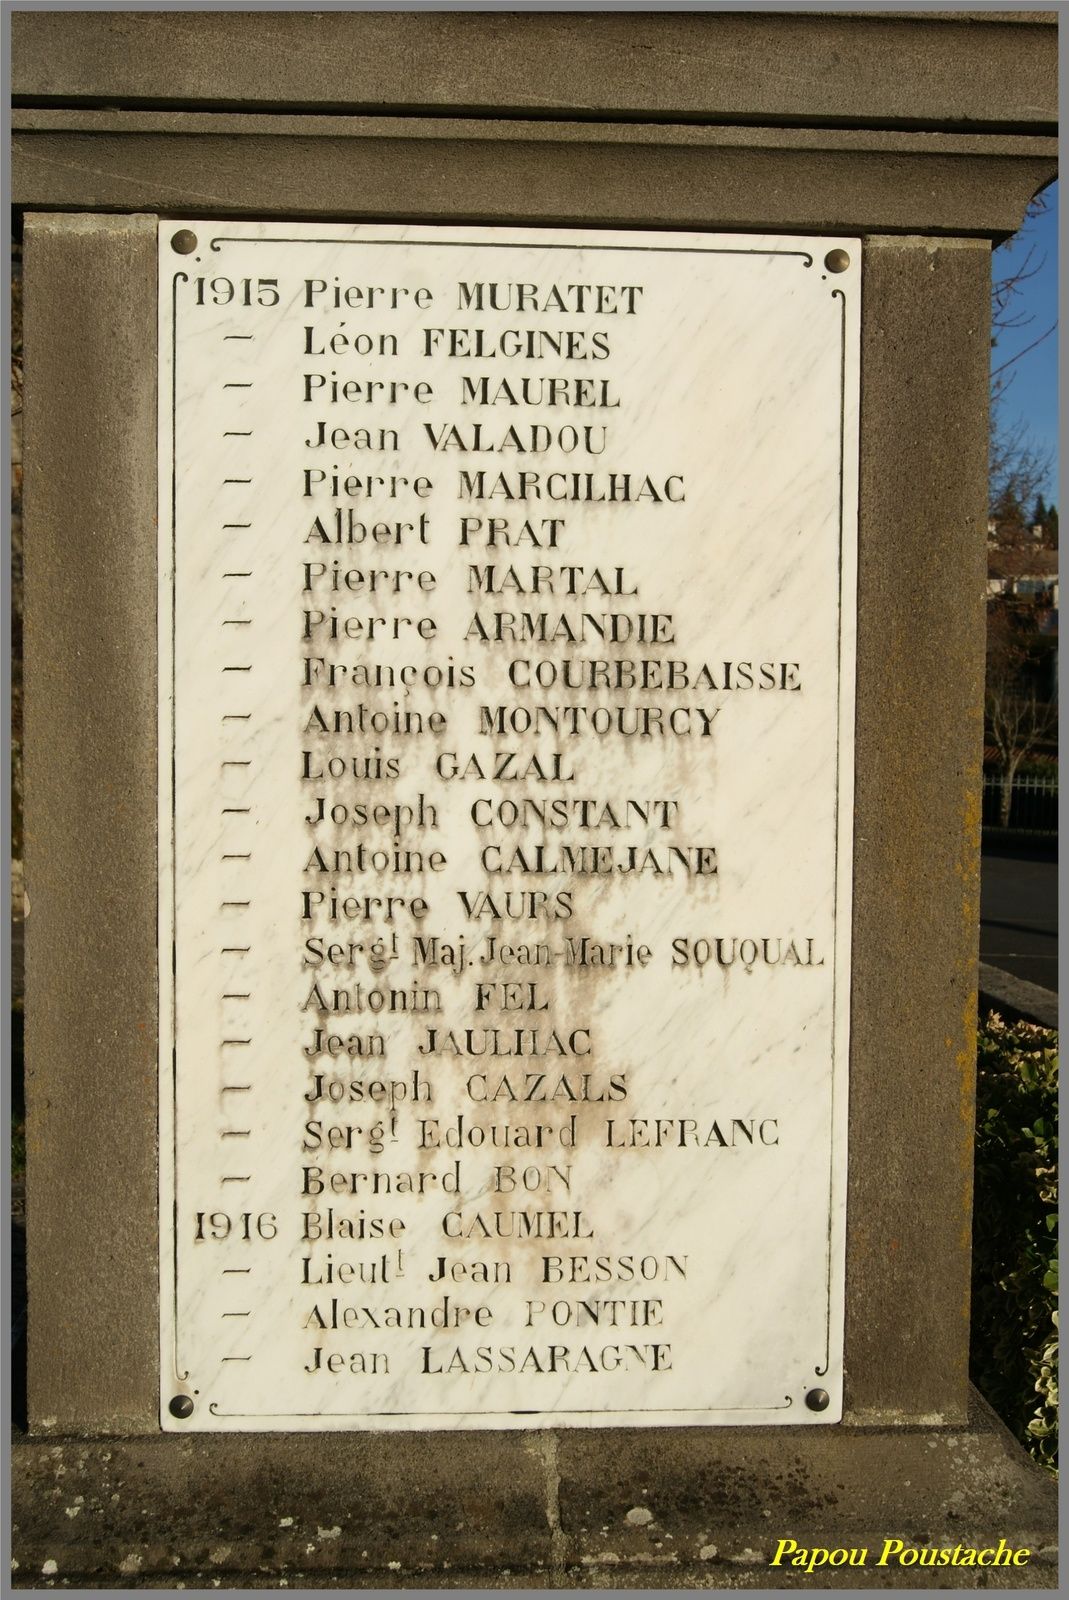 1915 Pierre MURATET
— Léon FELGINES
— Pierre MAUREL
— Jean VALADOU
— Pierre MARCILHAC
— Albert PRAT
— Pierre MARTAL
— Pierre ARMANDIE
— François COURBEBAISSE
— Antoine MONTOURCY
— Louis GAZAL
— Joseph CONSTANT
— Antoine CALMEJANE
— Pierre VAURS
— Sergt Maj. Jean-Marie SOUQUAL
— Antonin FEL
— Jean JAULHAC
— Joseph CAZALS
— Sergt Edouard LEFRANC
— Bernard BON
1916 Blaise CAUMEL
— Lieutt Jean BESSON
— Alexandre PONTIE
— Jean LASSARAGNE
Papou Poustache